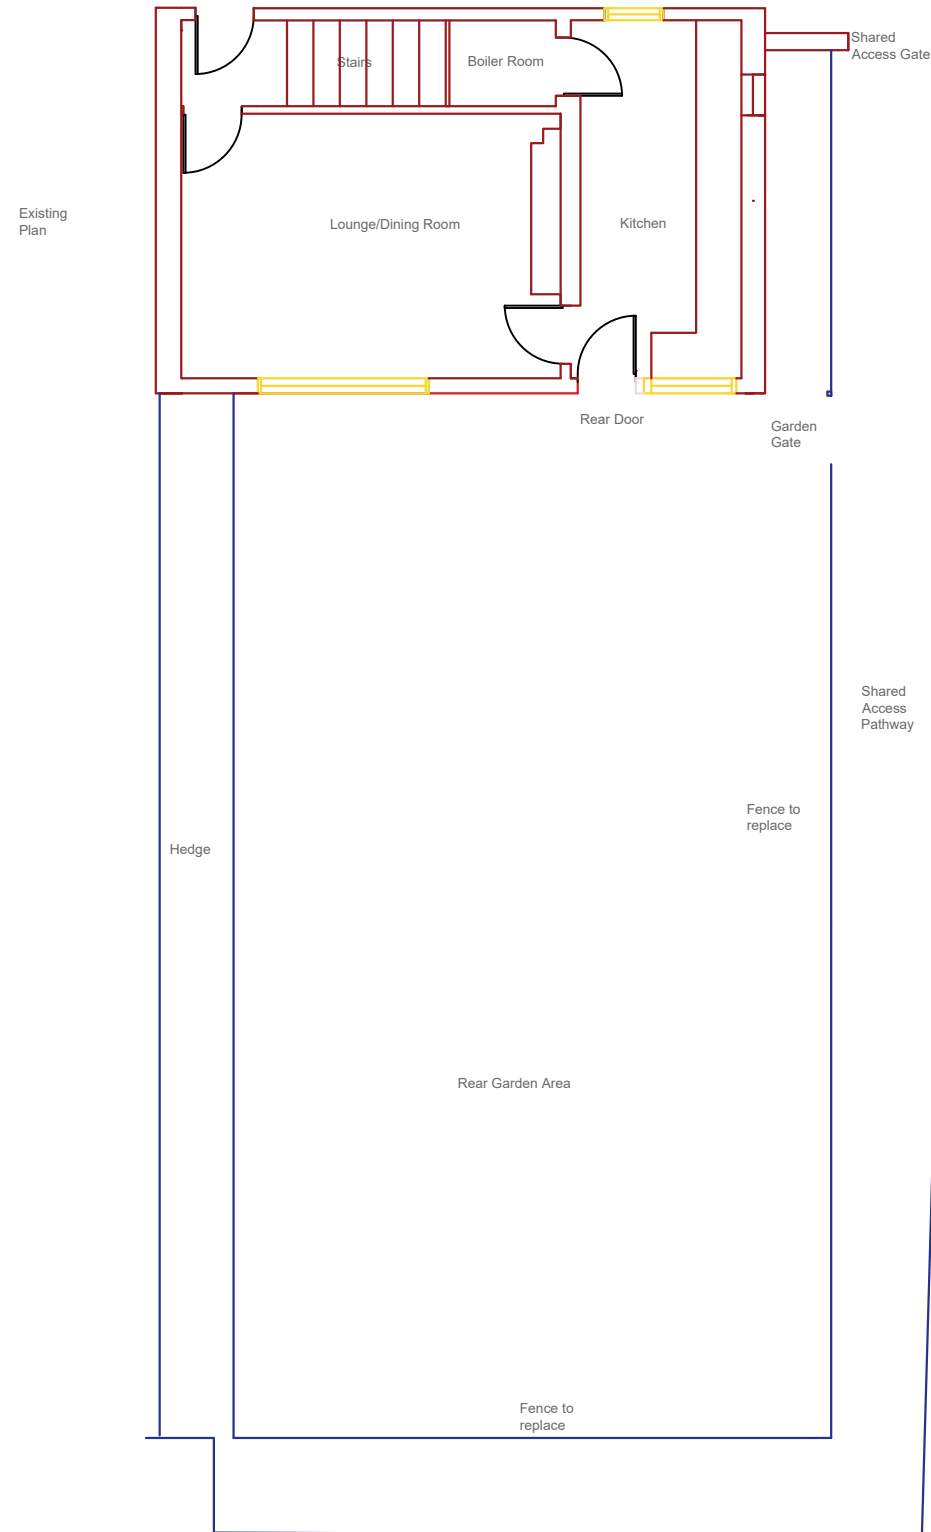 Shared
Access Gate
Stairs
Boiler Room
Existing
Plan
Lounge/Dining Room
Kitchen
Rear Door
Garden
Gate
Shared
Access
Pathway
Fence to
replace
Hedge
Rear Garden Area
Fence to
replace